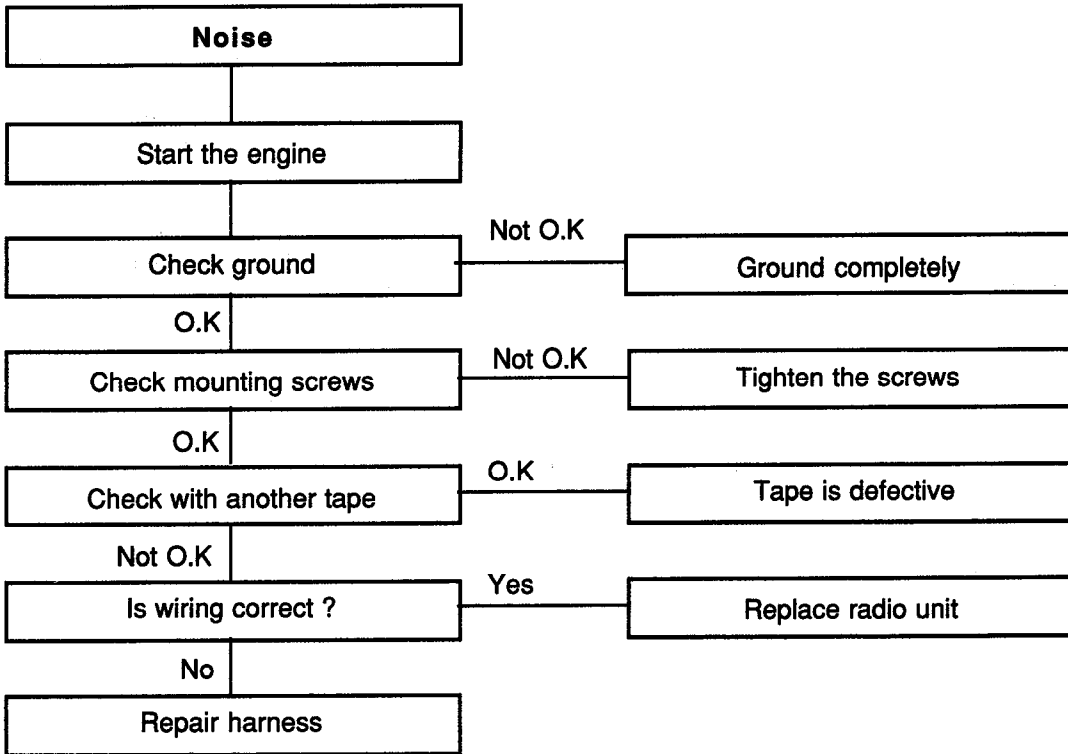 Noise
Start the engine
Not O.K
Check ground
Ground completely
O.K
Not O.K
Check mounting screws
Tighten the screws
O.K
O.K
Check with another tape
Tape is defective
Not O.K
Yes
Is wiring correct ?
Replace radio unit
No
Repair harness